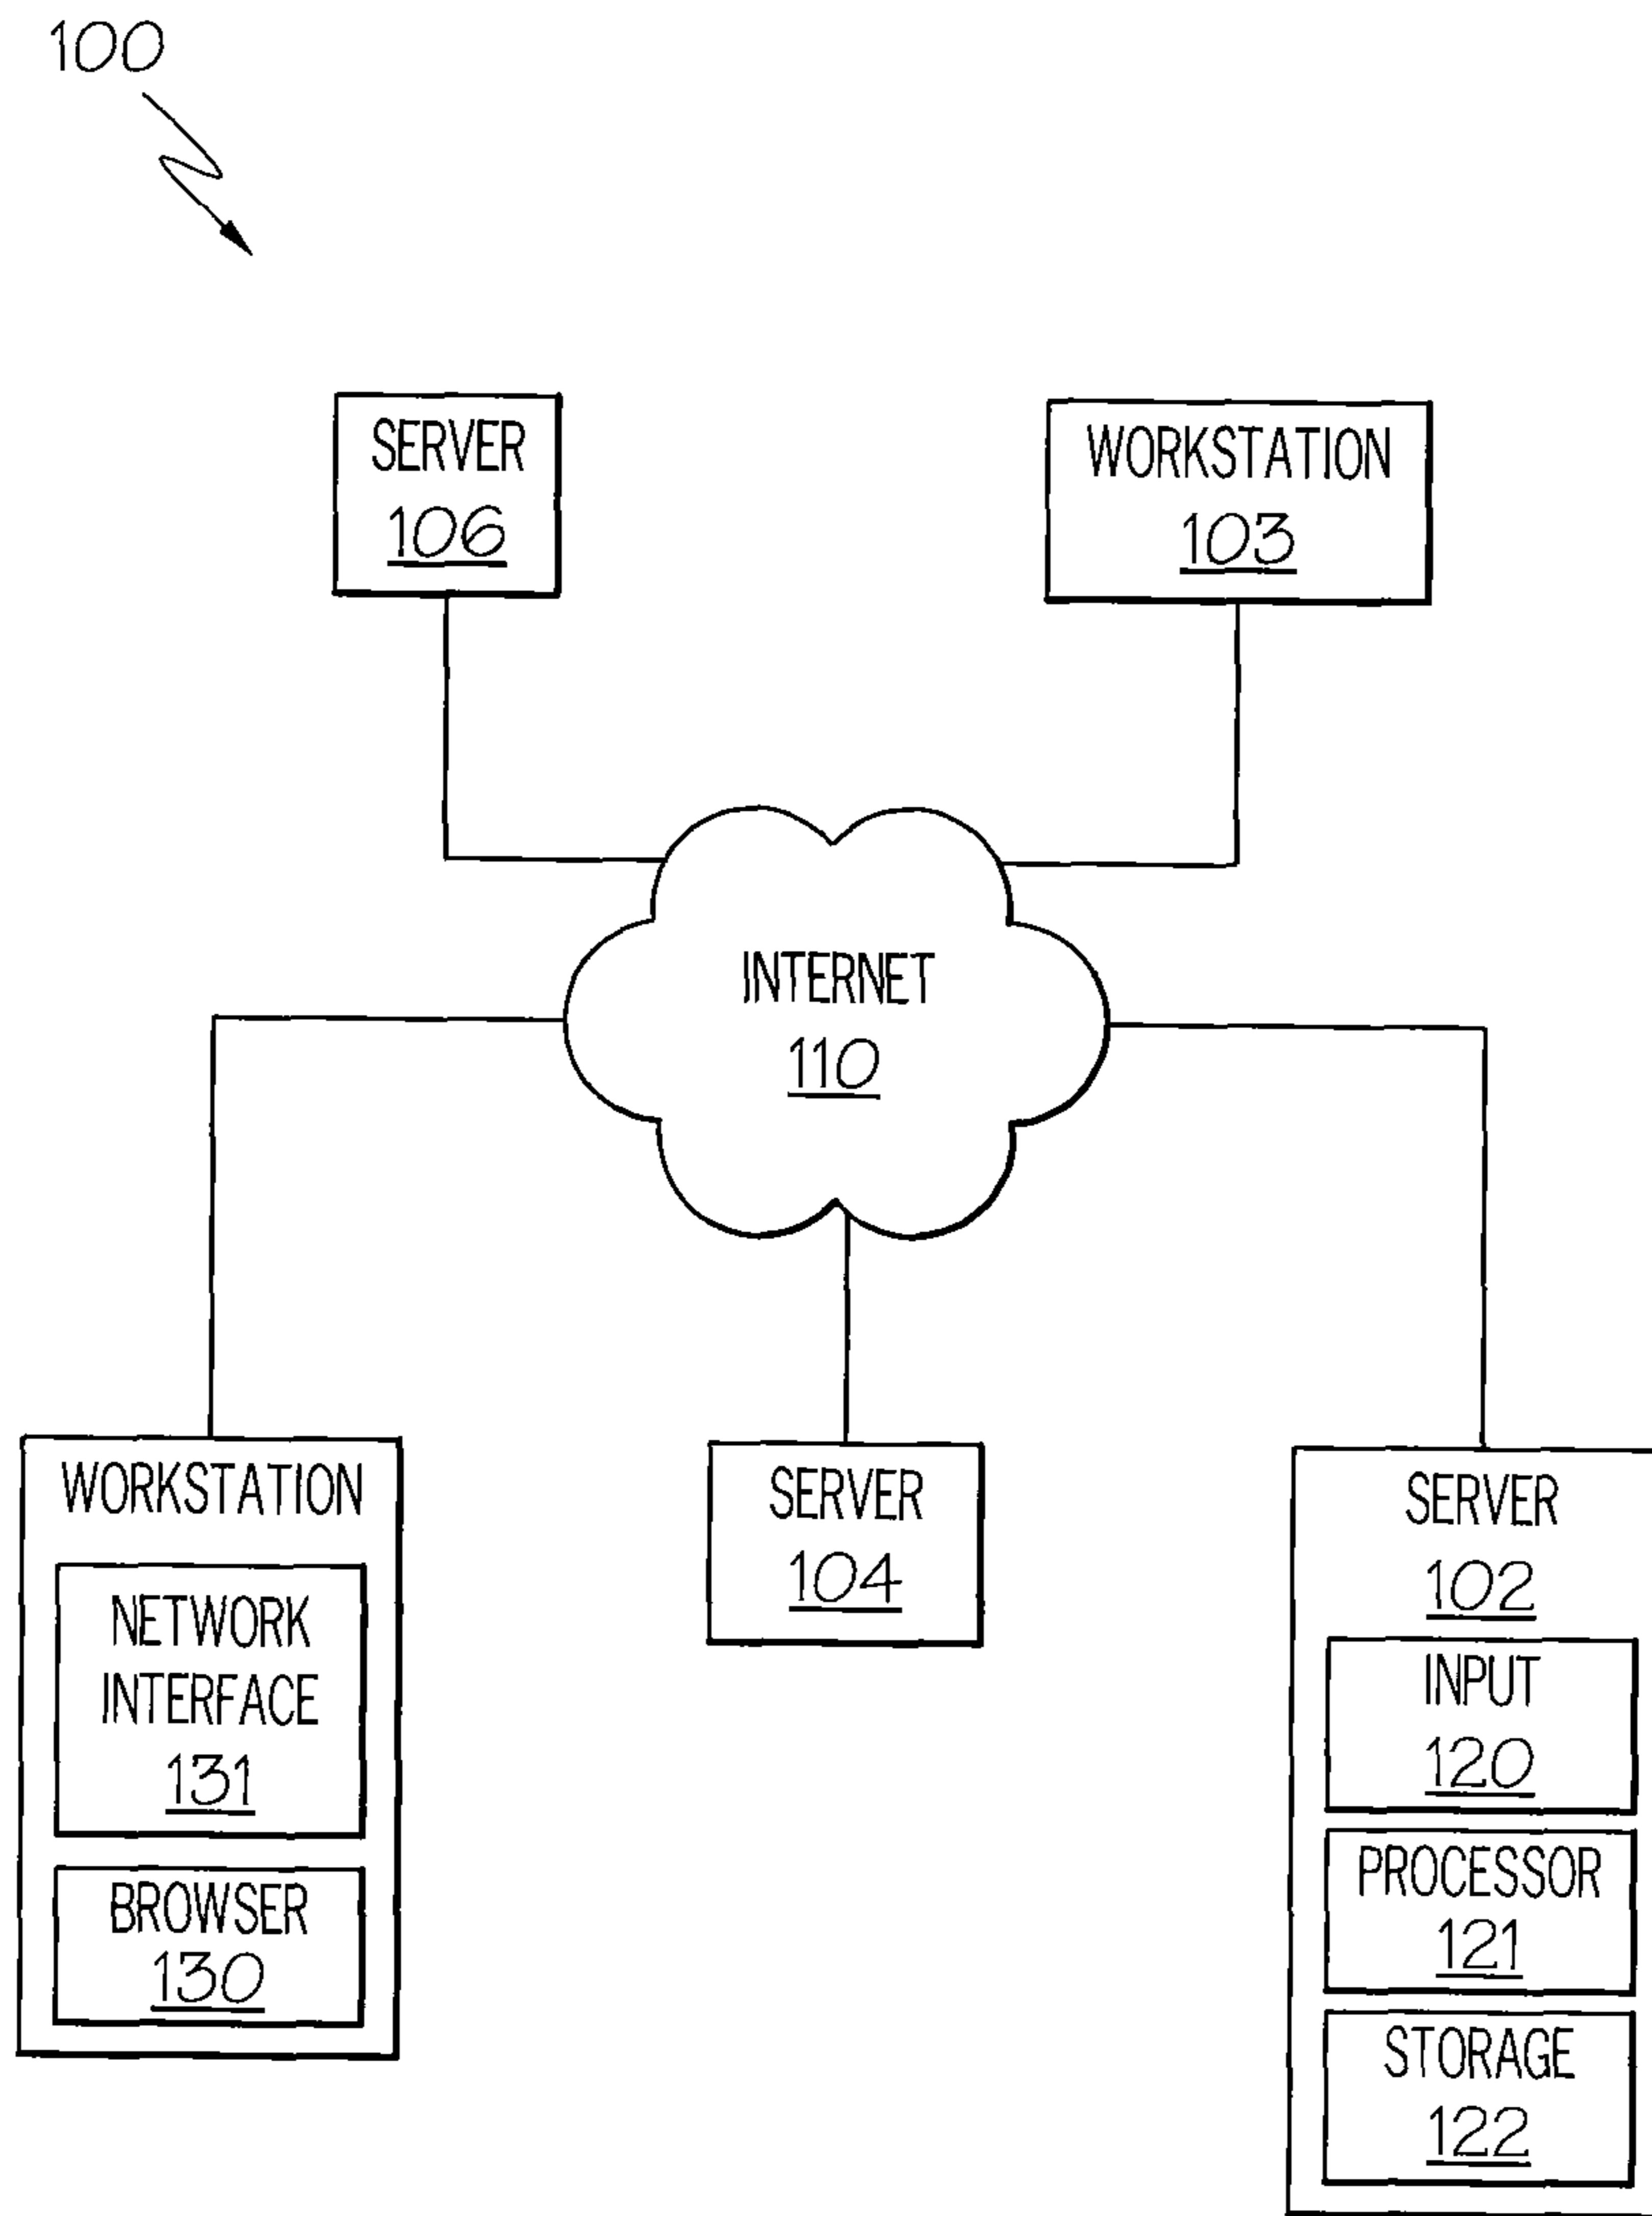 100
SERVER
106
WORKSTATION
103
INTERNET
110
WORKSTATION
NETWORK
INTERFACE
131
BROWSER
130
SERVER
104
SERVER
102
INPUT
120
PROCESSOR
121
STORAGE
122